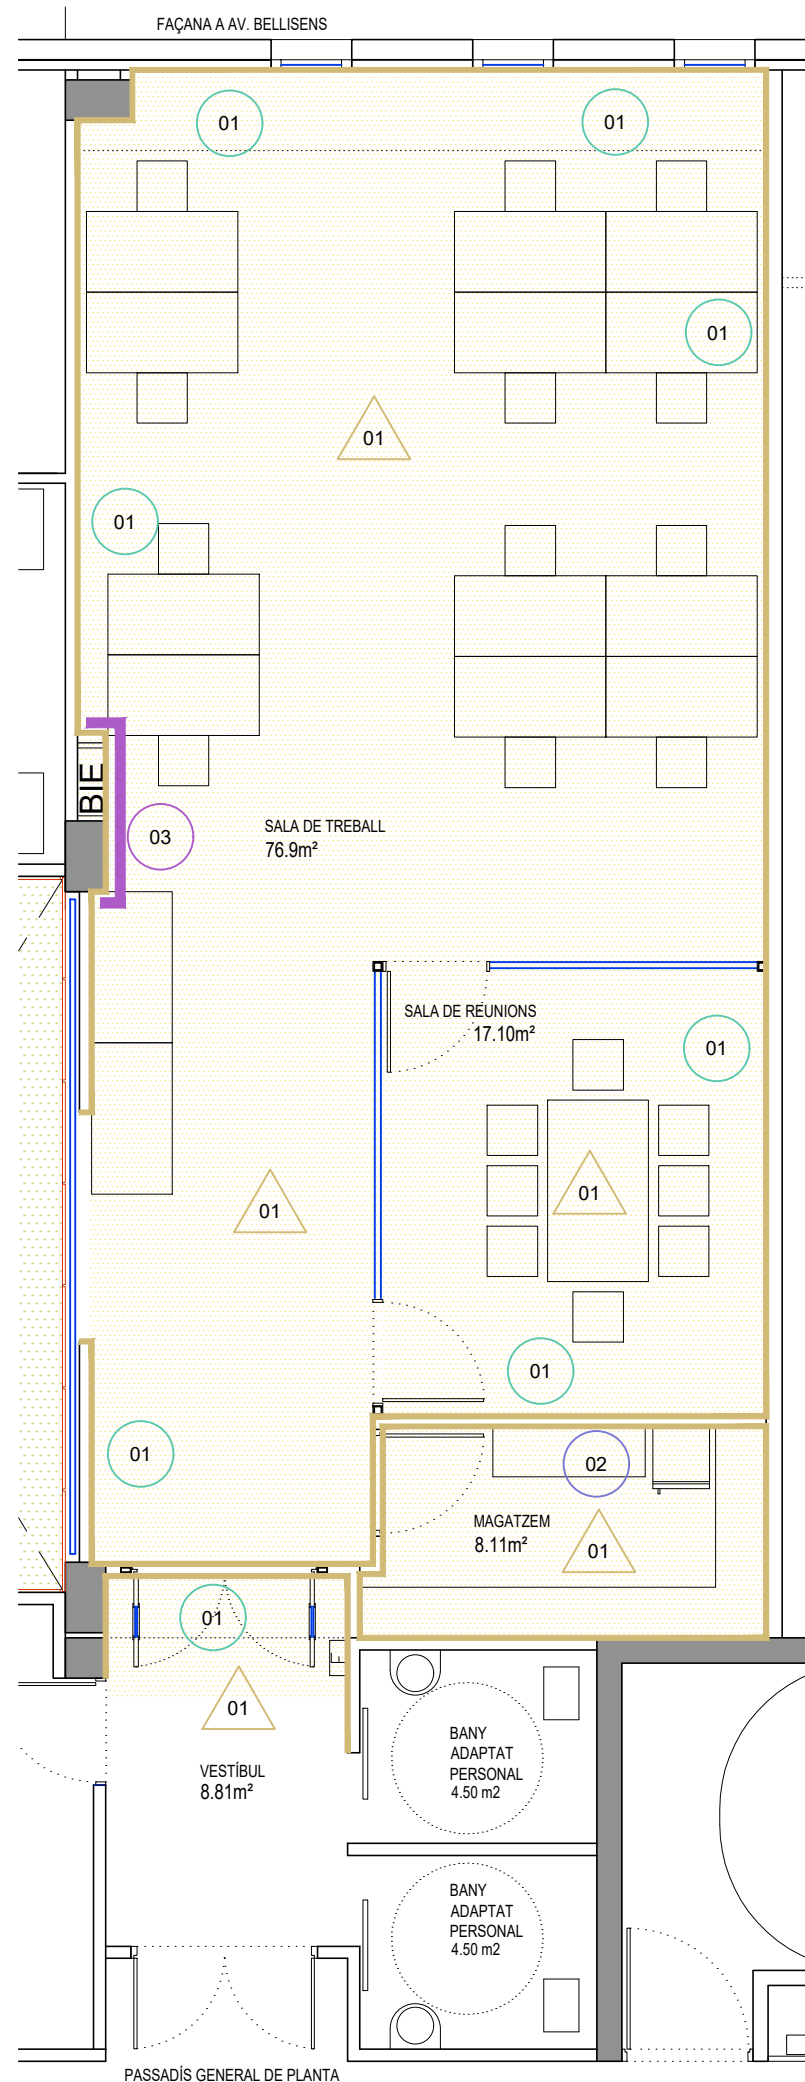 FAÇANA A AV. BELLISENS
01
01
01
01
01
BIE
03
SALA DE TREBALL
76.9m²
SALA DE REUNIONS
17.10m²
01
01
01
01
01
02
MAGATZEM
8.11m²
01
01
E
01
VESTÍBUL
8.81m²
BANY
ADAPTAT
PERSONAL
4.50 m2
BANY
ADAPTAT
PERSONAL
4.50 m2
PASSADÍS GENERAL DE PLANTA